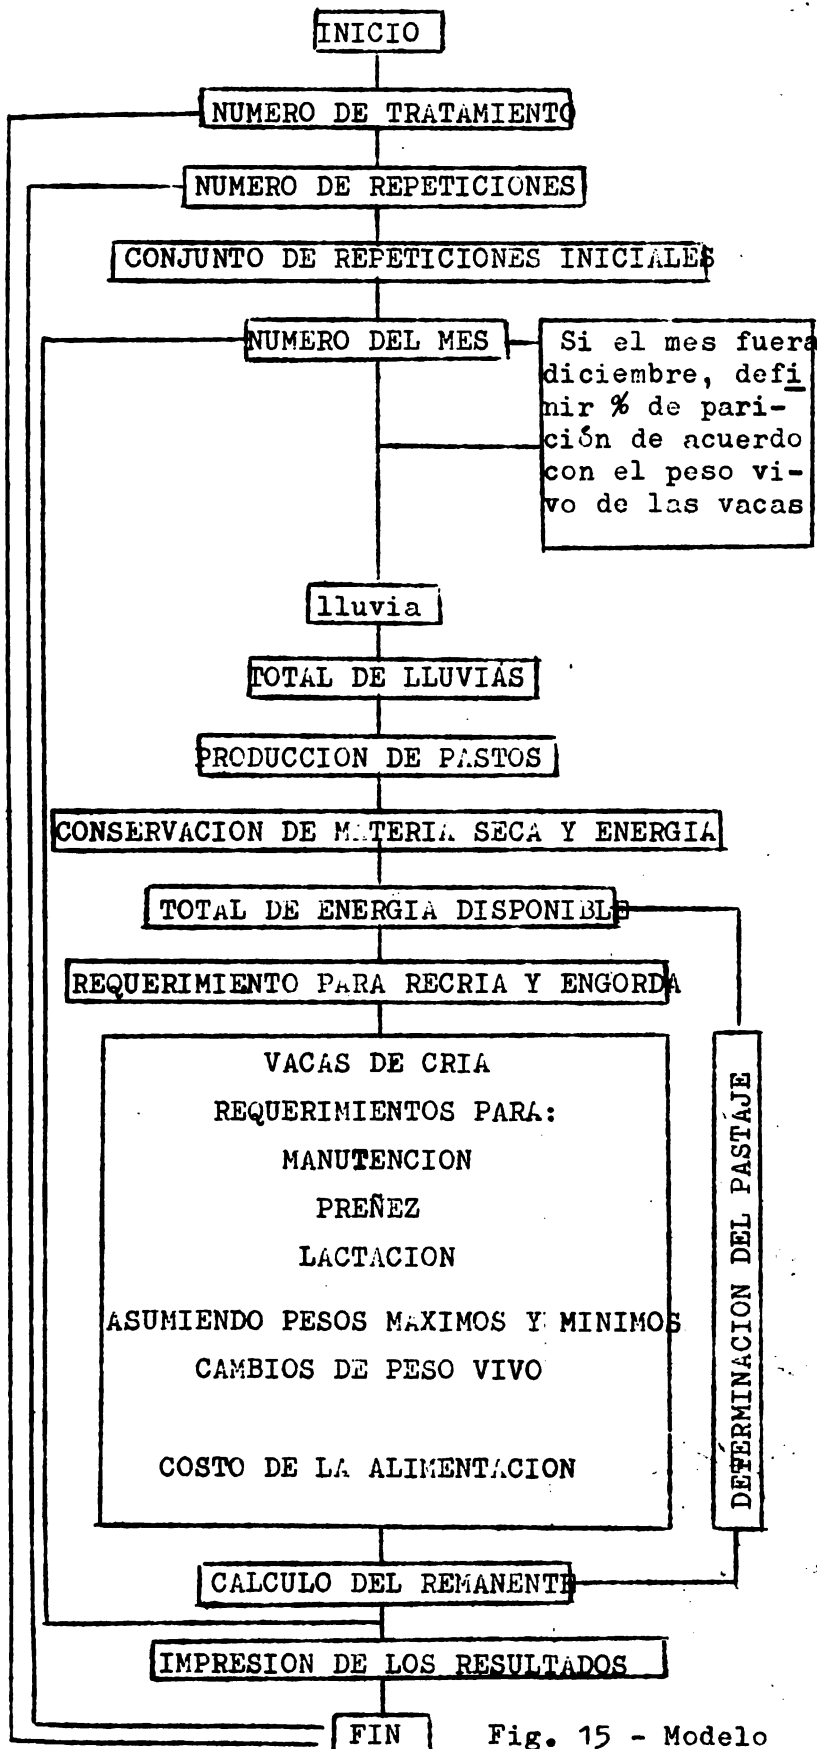 INICIO
NUMERO DE TRATAMIENTO
NUMERO DE REPETICIONES
CONJUNTO DE REPETICIONES INICIALES
NUMERO DEL MES
Si el mes fuera
diciembre, defi
nir % de pari-
ción de acuerdo
con el peso vi-
vo de las vacas
lluvia
TOTAL DE LLUVIÁS
PRODUCCION DE PASTOS
CONSERVACION DE MATERIA SECA Y ENERGIA
TOTAL DE ENERGIA DISPONIBLE
REQUERIMIENTO PARA RECRIA Y ENGORDA
VACAS DE CRIA
REQUERIMIENTOS PARA:
MANUTENCION
PREÑEZ
LACTACION
ASUMIENDO PESOS MAXIMOS Y MINIMOS
CAMBIOS DE PESO VIVO
COSTO DE LA ALIMENTACION
DETERMINACION DEL PASTAJE
CALCULO DEL REMANENTE
IMPRESION DE LOS RESULTADOS
FIN
Fig. 15 - Modelo